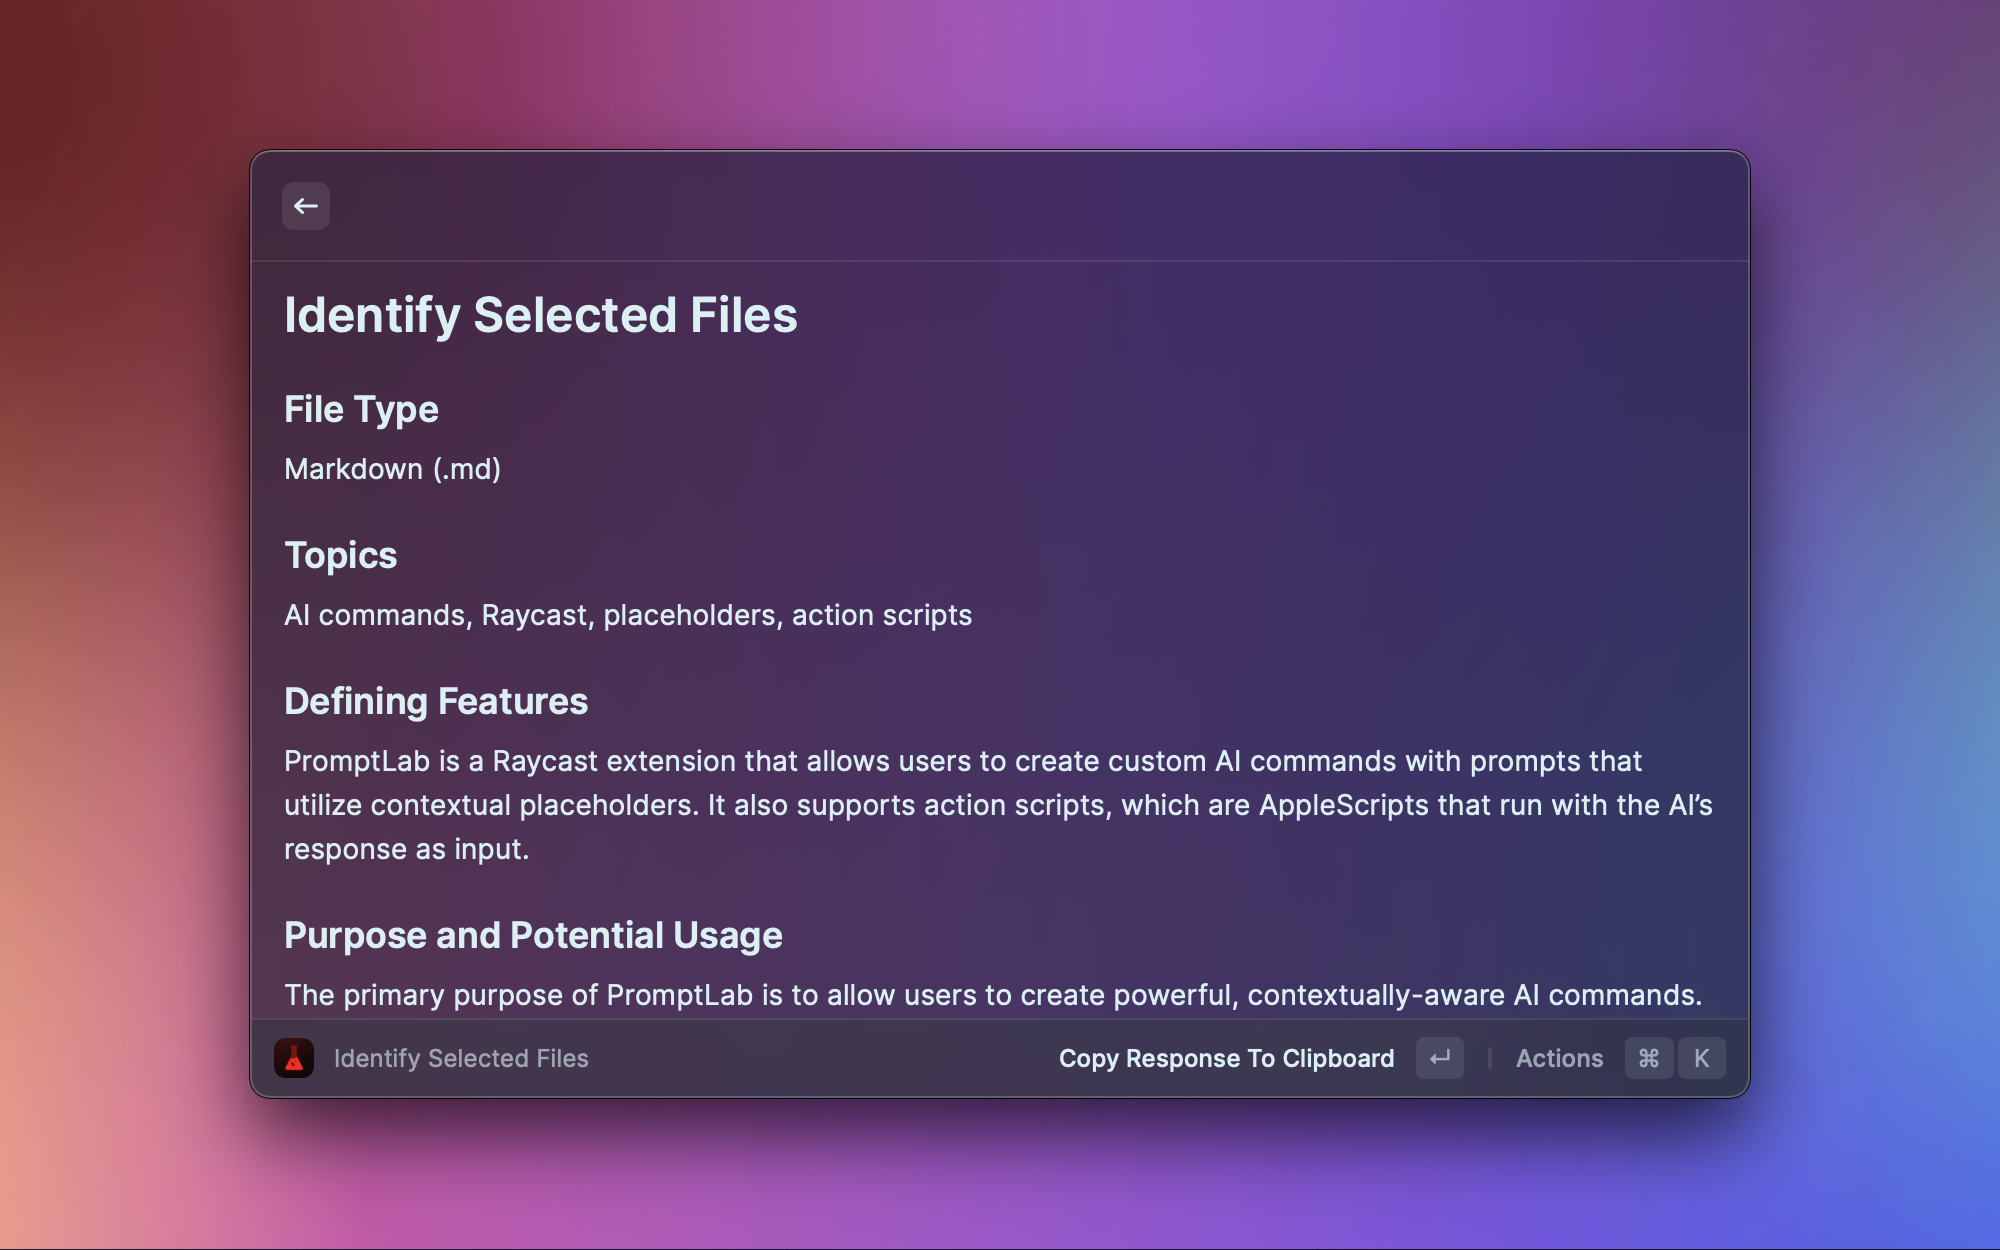 Identify Selected Files
File Type
Markdown (.md)
Topics
AI commands, Raycast, placeholders, action scripts
Defining Features
PromptLab is a Raycast extension that allows users to create custom AI commands with prompts that
utilize contextual placeholders. It also supports action scripts, which are AppleScripts that run with the AI’s
response as input.
Purpose and Potential Usage
The primary purpose of PromptLab is to allow users to create powerful, contextually-aware AI commands.
Identify Selected Files
Copy Response To Clipboard
Actions ⌘ K